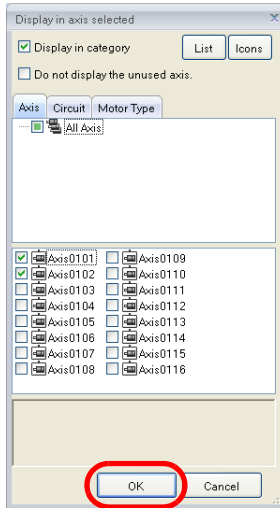 Display in axis selected
Display in category List Icons
Do not display the unused axis.
Axis Circuit Motor Type
All Axis
Axis0101 Axis0109
Axis0102 Axis0110
Axis0103 Axis0111
Axis0104 Axis0112
Axis0105 Axis0113
Axis0106 Axis0114
Axis0107 Axis0115
Axis0108 Axis0116
OK Cancel